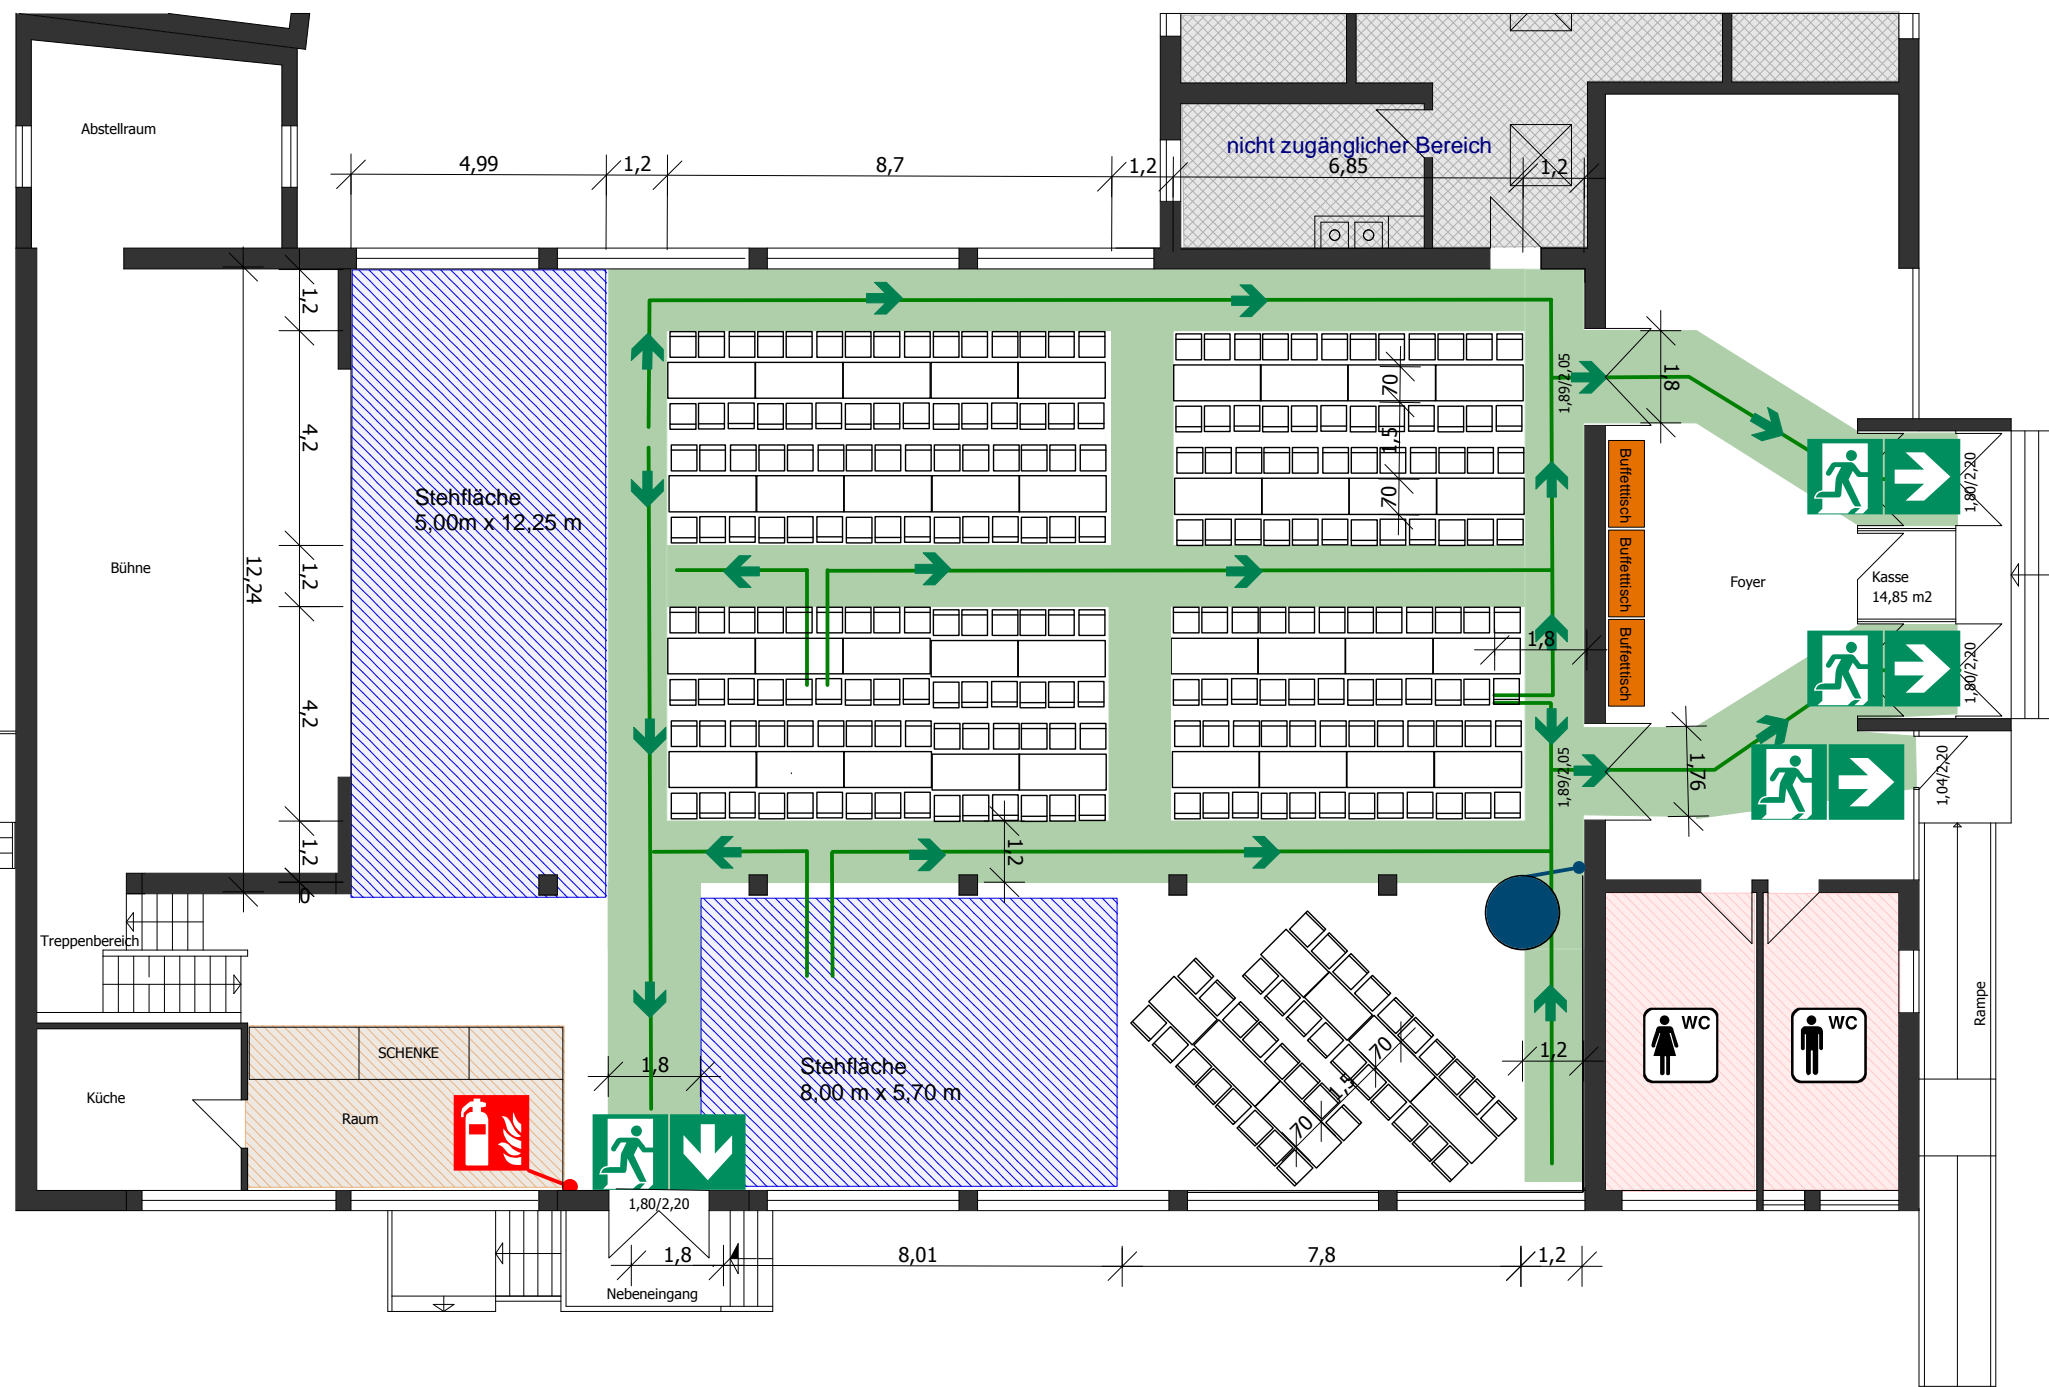 Abstellraum
nicht zugänglicher Bereich
4,99
1,2
8,7
1,2
6,85
1,2
1,2
4,2
12,24
1,2
4,2
1,2
0
Stehfläche
5,00m x 12,25 m
Bühne
70
1,5
70
1,89/2,05
1,8
Buffetttisch
Buffetttisch
Buffetttisch
Foyer
Kasse
14,85 m2
1,80/2,20
1,80/2,20
1,8
1,89/2,05
1,76
1,04/2,20
1,2
Treppenbereich
SCHENKE
Küche
Raum
1,8
Stehfläche
8,00 m x 5,70 m
70
1,5
70
1,2
WC
WC
Rampe
1,80/2,20
1,8
8,01
7,8
1,2
Nebeneingang